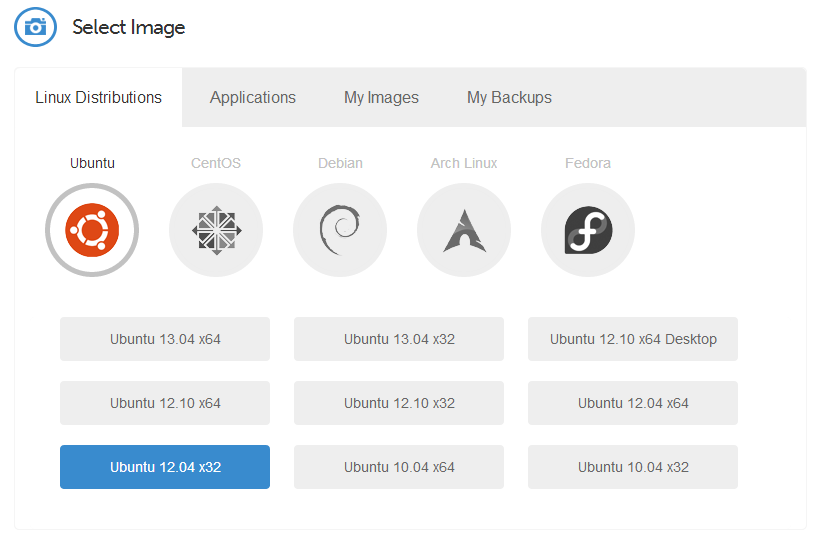 Select Image
Linux Distributions Applications My Images My Backups
Ubuntu CentOS Debian Arch Linux Fedora
Ubuntu 13.04 x64 Ubuntu 13.04 x32 Ubuntu 12.10 x64 Desktop
Ubuntu 12.10 x64 Ubuntu 12.10 x32 Ubuntu 12.04 x64
Ubuntu 12.04 x32 Ubuntu 10.04 x64 Ubuntu 10.04 x32